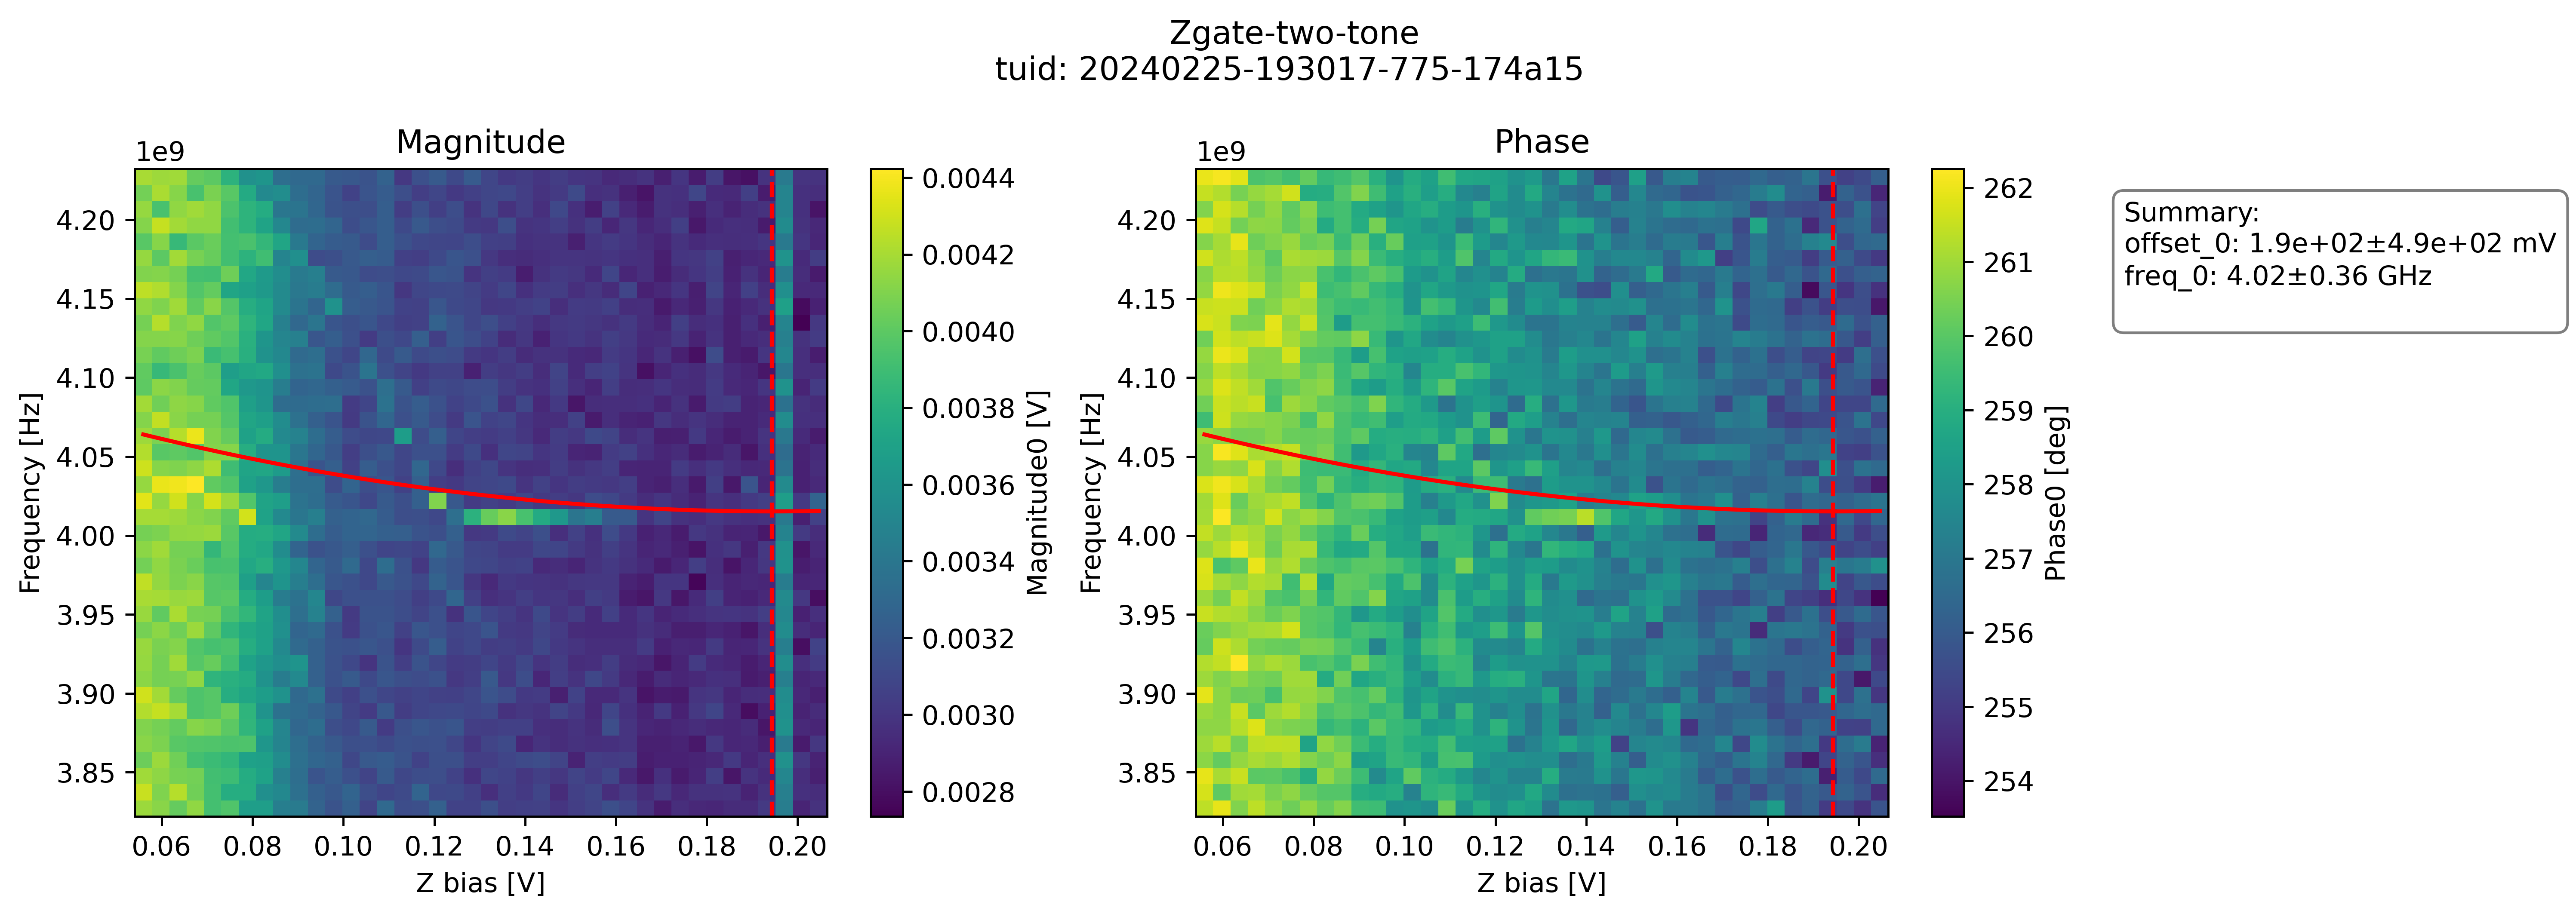 Zgate-two-tone
tuid: 20240225-193017-775-174a15
Magnitude
1e9
4.20
4.15
4.10
4.05
4.00
3.95
3.90
3.85
Frequency [Hz]
0.06 0.08 0.10 0.12 0.14 0.16 0.18 0.20
Z bias [V]
0.0044
0.0042
0.0040
0.0038
0.0036
0.0034
0.0032
0.0030
0.0028
Magnitude0 [V]
Phase
1e9
4.20
4.15
4.10
4.05
4.00
3.95
3.90
3.85
Frequency [Hz]
0.06 0.08 0.10 0.12 0.14 0.16 0.18 0.20
Z bias [V]
262
261
260
259
258
257
256
255
254
Phase0 [deg]
Summary:
offset_0: 1.9e+02±4.9e+02 mV
freq_0: 4.02±0.36 GHz